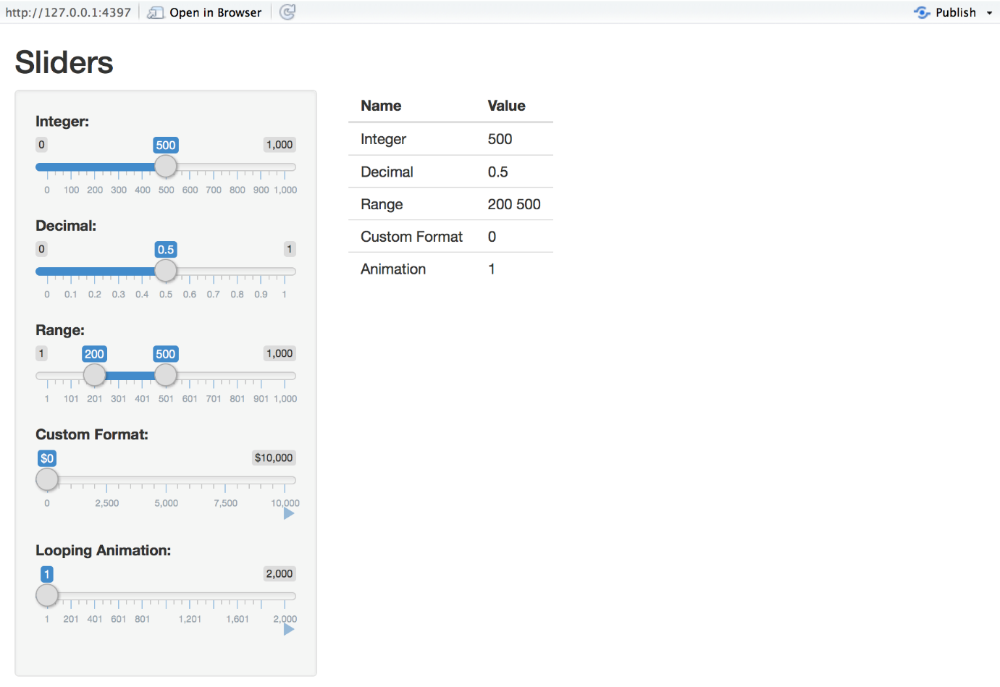 http://127.0.0.1:4397 Open in Browser Publish
Sliders
Integer:
0 500 1,000
0 100 200 300 400 500 600 700 800 900 1,000
Decimal:
0 0.5 1
0 0.1 0.2 0.3 0.4 0.5 0.6 0.7 0.8 0.9 1
Range:
1 200 500 1,000
1 101 201 301 401 501 601 701 801 901 1,000
Custom Format:
$0 $10,000
0 2,500 5,000 7,500 10,000
Looping Animation:
1 2,000
1 201 401 601 801 1,201 1,601 2,000
Name Value
Integer 500
Decimal 0.5
Range 200 500
Custom Format 0
Animation 1